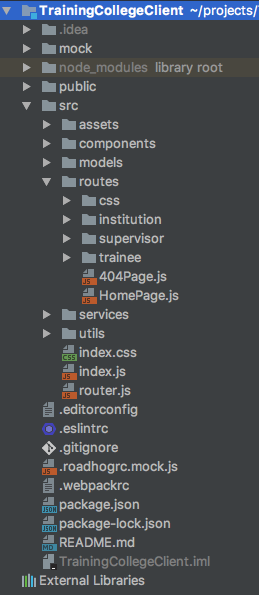 TrainingCollegeClient ~/projects/
.idea
mock
node_modules library root
public
src
assets
components
models
routes
css
institution
supervisor
trainee
404Page.js
HomePage.js
services
utils
index.css
index.js
router.js
.editorconfig
.eslintrc
.gitignore
.roadhogrc.mock.js
.webpackrc
package.json
package-lock.json
README.md
TrainingCollegeClient.iml
External Libraries